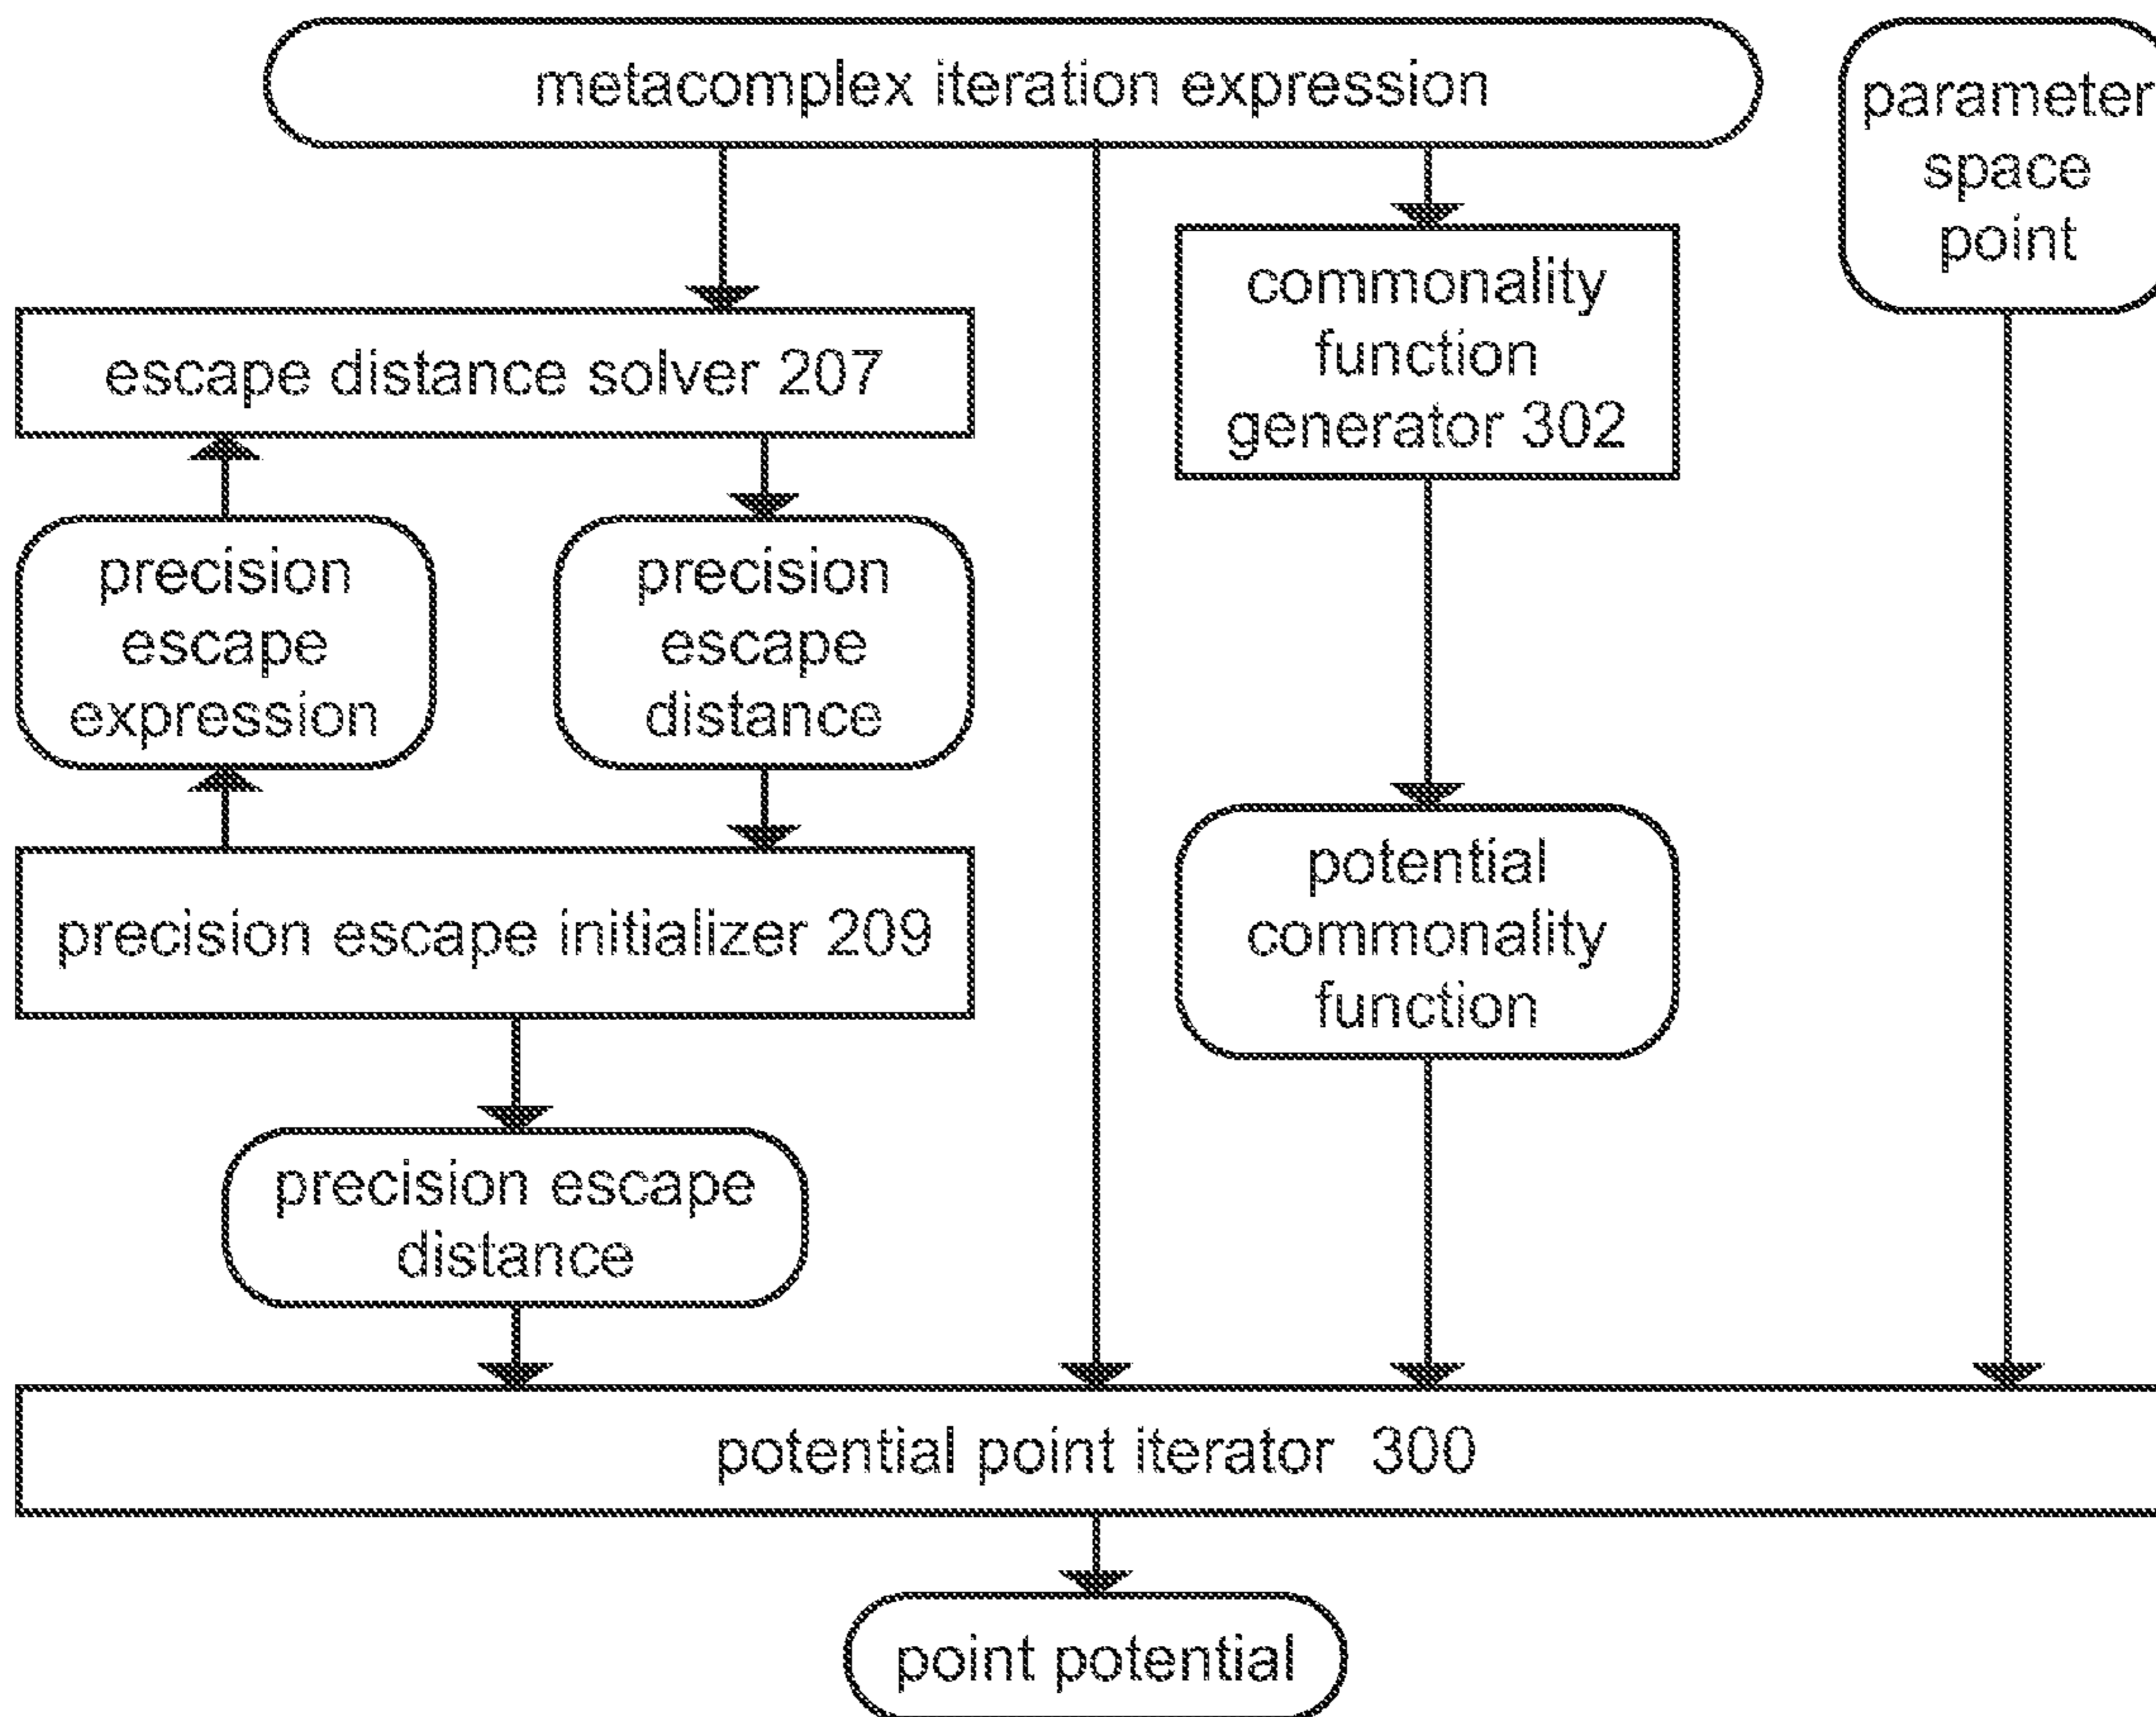 metacomplex iteration expression
parameter
space
point
commonality
function
generator 302
escape distance solver 207
precision
escape
expression
precision
escape
distance
potential
commonality
function
precision escape initializer 209
precision escape
distance
potential point iterator 300
point potential